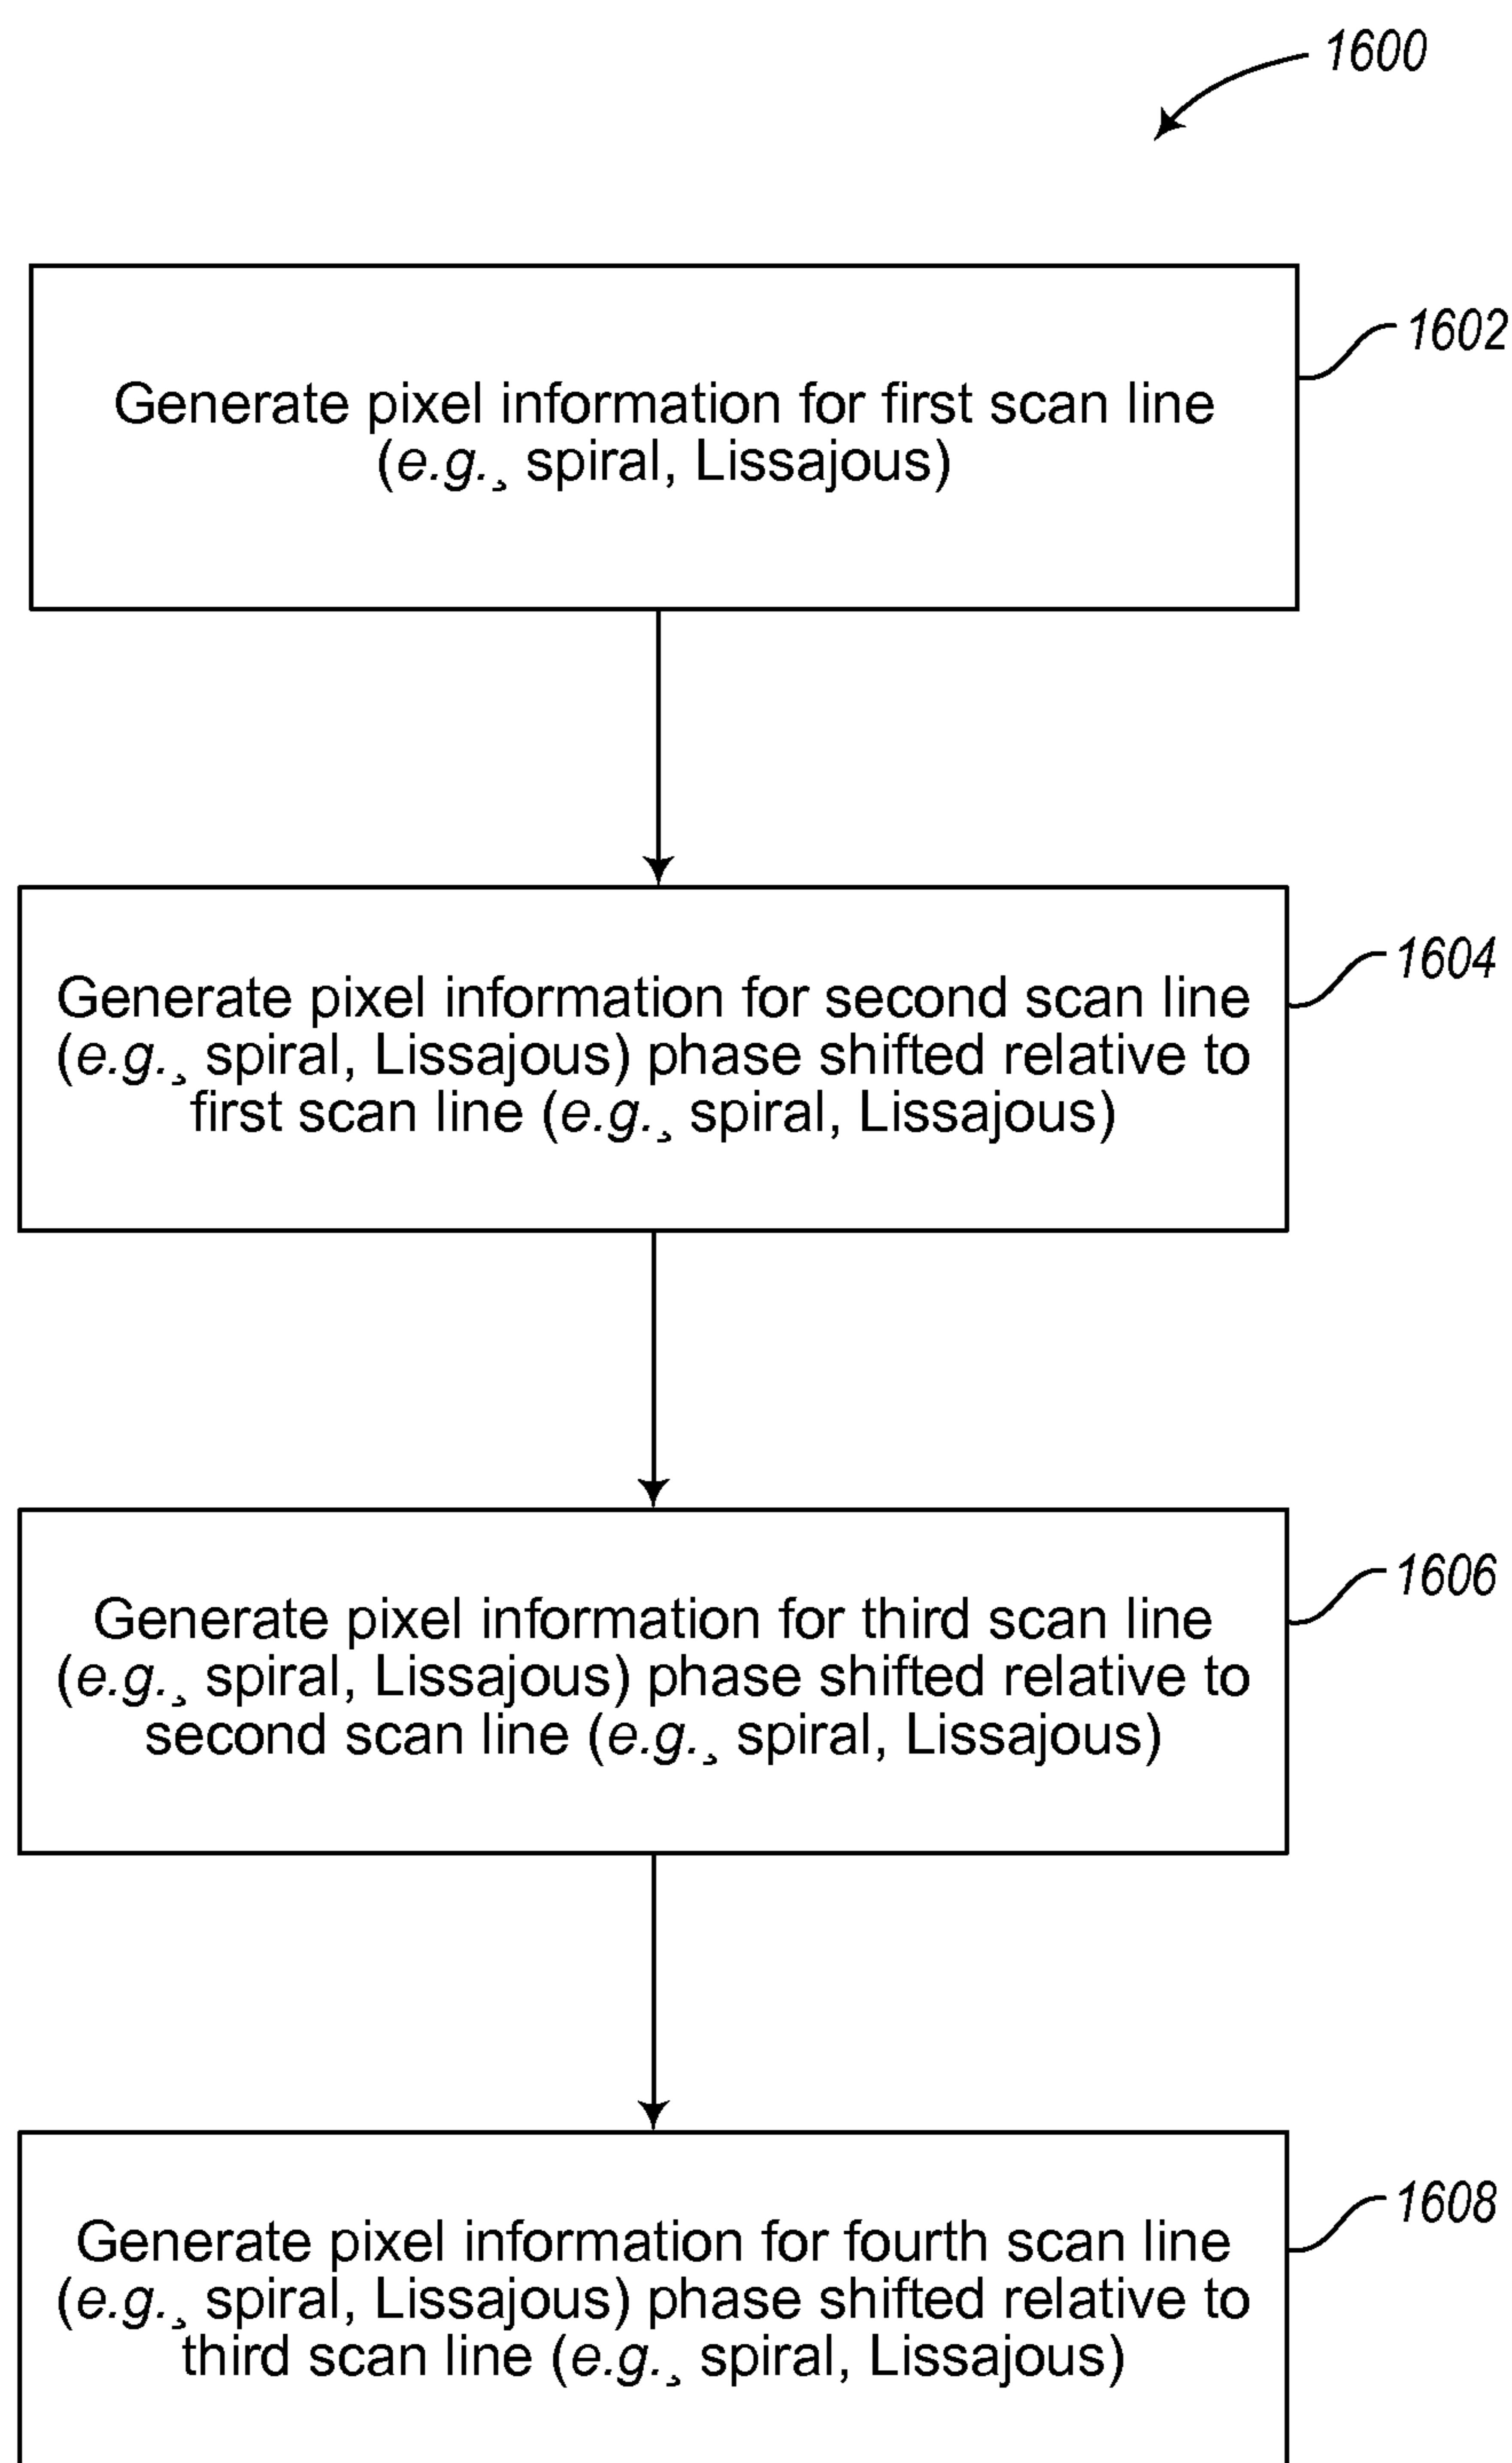 1600
1602
Generate pixel information for first scan line
(e.g.¸ spiral, Lissajous)
1604
Generate pixel information for second scan line
(e.g.¸ spiral, Lissajous) phase shifted relative to
first scan line (e.g.¸ spiral, Lissajous)
1606
Generate pixel information for third scan line
(e.g.¸ spiral, Lissajous) phase shifted relative to
second scan line (e.g.¸ spiral, Lissajous)
1608
Generate pixel information for fourth scan line
(e.g.¸ spiral, Lissajous) phase shifted relative to
third scan line (e.g.¸ spiral, Lissajous)